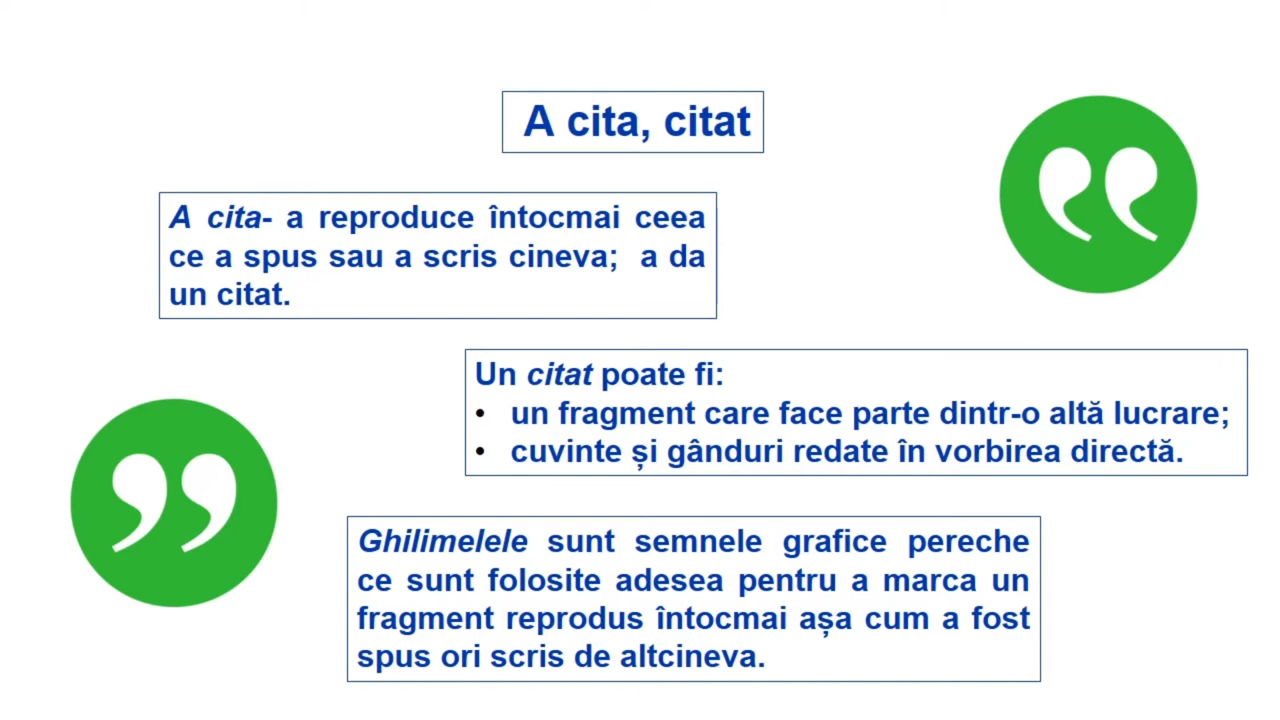 A cita, citat
A cita- a reproduce întocmai ceea
ce a spus sau a scris cineva; a da
un citat.
Un citat poate fi:
• un fragment care face parte dintr-o altă lucrare;
• cuvinte și gânduri redate în vorbirea directă.
Ghilimelele sunt semnele grafice pereche
ce sunt folosite adesea pentru a marca un
fragment reprodus întocmai așa cum a fost
spus ori scris de altcineva.